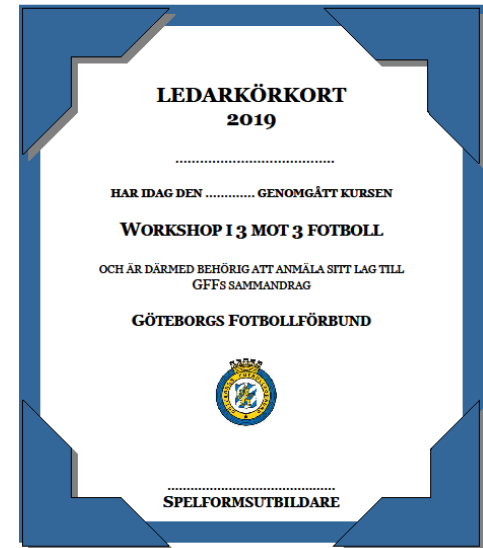 LEDARKÖRKORT
2019
.......................................
HAR IDAG DEN ............. GENOMGÅTT KURSEN
WORKSHOP I 3 MOT 3 FOTBOLL
OCH ÄR DÄRMED BEHÖRIG ATT ANMÄLA SITT LAG TILL
GFFS SAMMANDRAG
GÖTEBORGS FOTBOLLFÖRBUND
............................................
SPELFORMSUTBILDARE